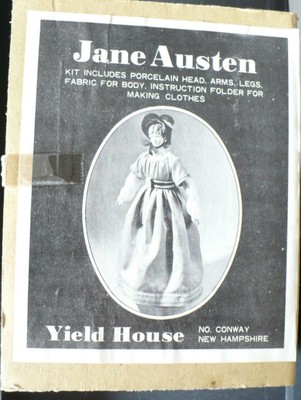 Jane Austen
KIT INCLUDES PORCELAIN HEAD, ARMS, LEGS,
FABRIC FOR BODY, INSTRUCTION FOLDER FOR
MAKING CLOTHES
Yield House
NO. CONWAY
NEW HAMPSHIRE